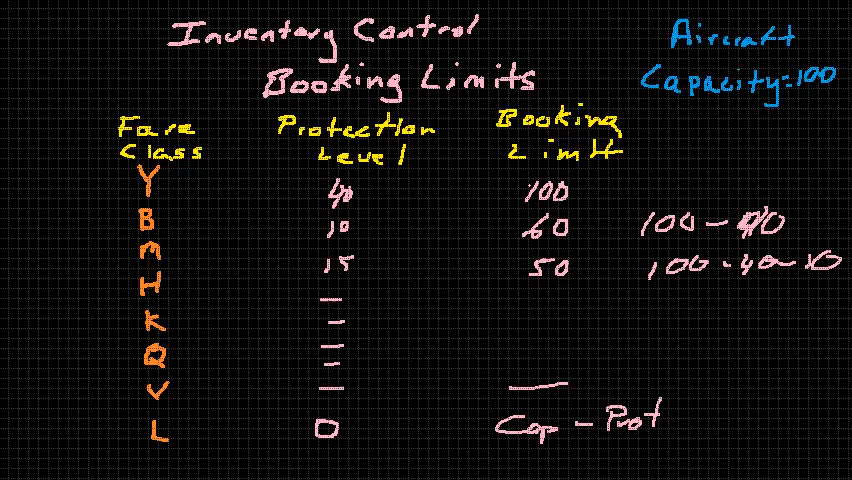 Inventory Control
Booking Limits
Aircraft
Capacity=100
Fare Class
Protection Level
Booking Limit
Y 40 100
B 10 60 100 - 40
M 15 50 100 - 40 - 10
H —
K —
Q —
—
V — —
L 0 Cap - Prot